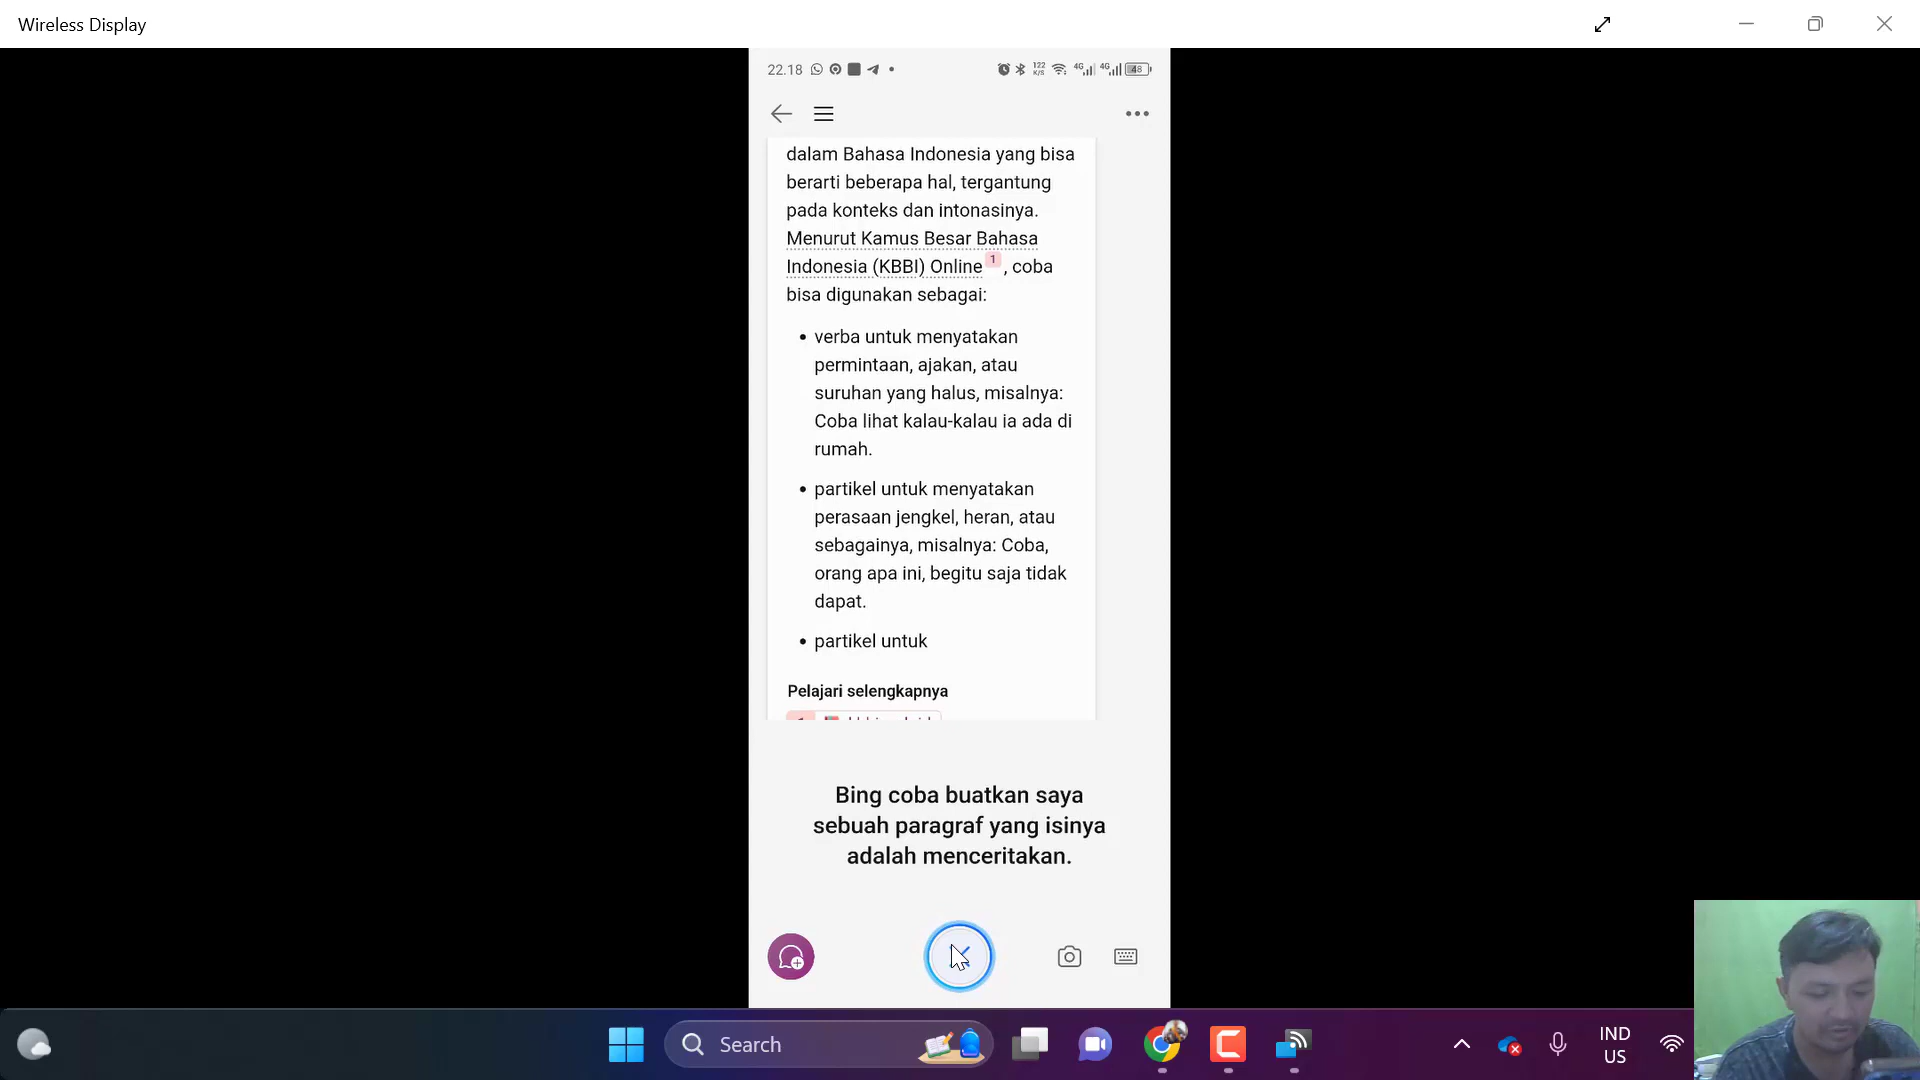 Wireless Display
22.18
122
K/S
4G
4G
48
dalam Bahasa Indonesia yang bisa
berarti beberapa hal, tergantung
pada konteks dan intonasinya.
Menurut Kamus Besar Bahasa
Indonesia (KBBI) Online 1 , coba
bisa digunakan sebagai:
• verba untuk menyatakan
permintaan, ajakan, atau
suruhan yang halus, misalnya:
Coba lihat kalau-kalau ia ada di
rumah.
• partikel untuk menyatakan
perasaan jengkel, heran, atau
sebagainya, misalnya: Coba,
orang apa ini, begitu saja tidak
dapat.
• partikel untuk
Pelajari selengkapnya
Bing coba buatkan saya
sebuah paragraf yang isinya
adalah menceritakan.
Search
IND
US